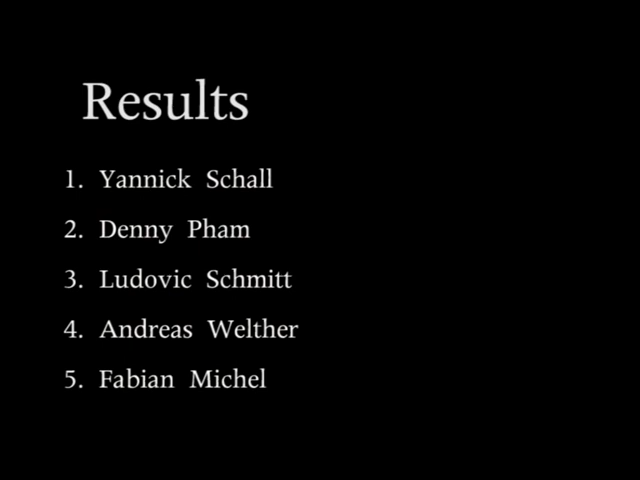 Results
1. Yannick Schall
2. Denny Pham
3. Ludovic Schmitt
4. Andreas Welther
5. Fabian Michel